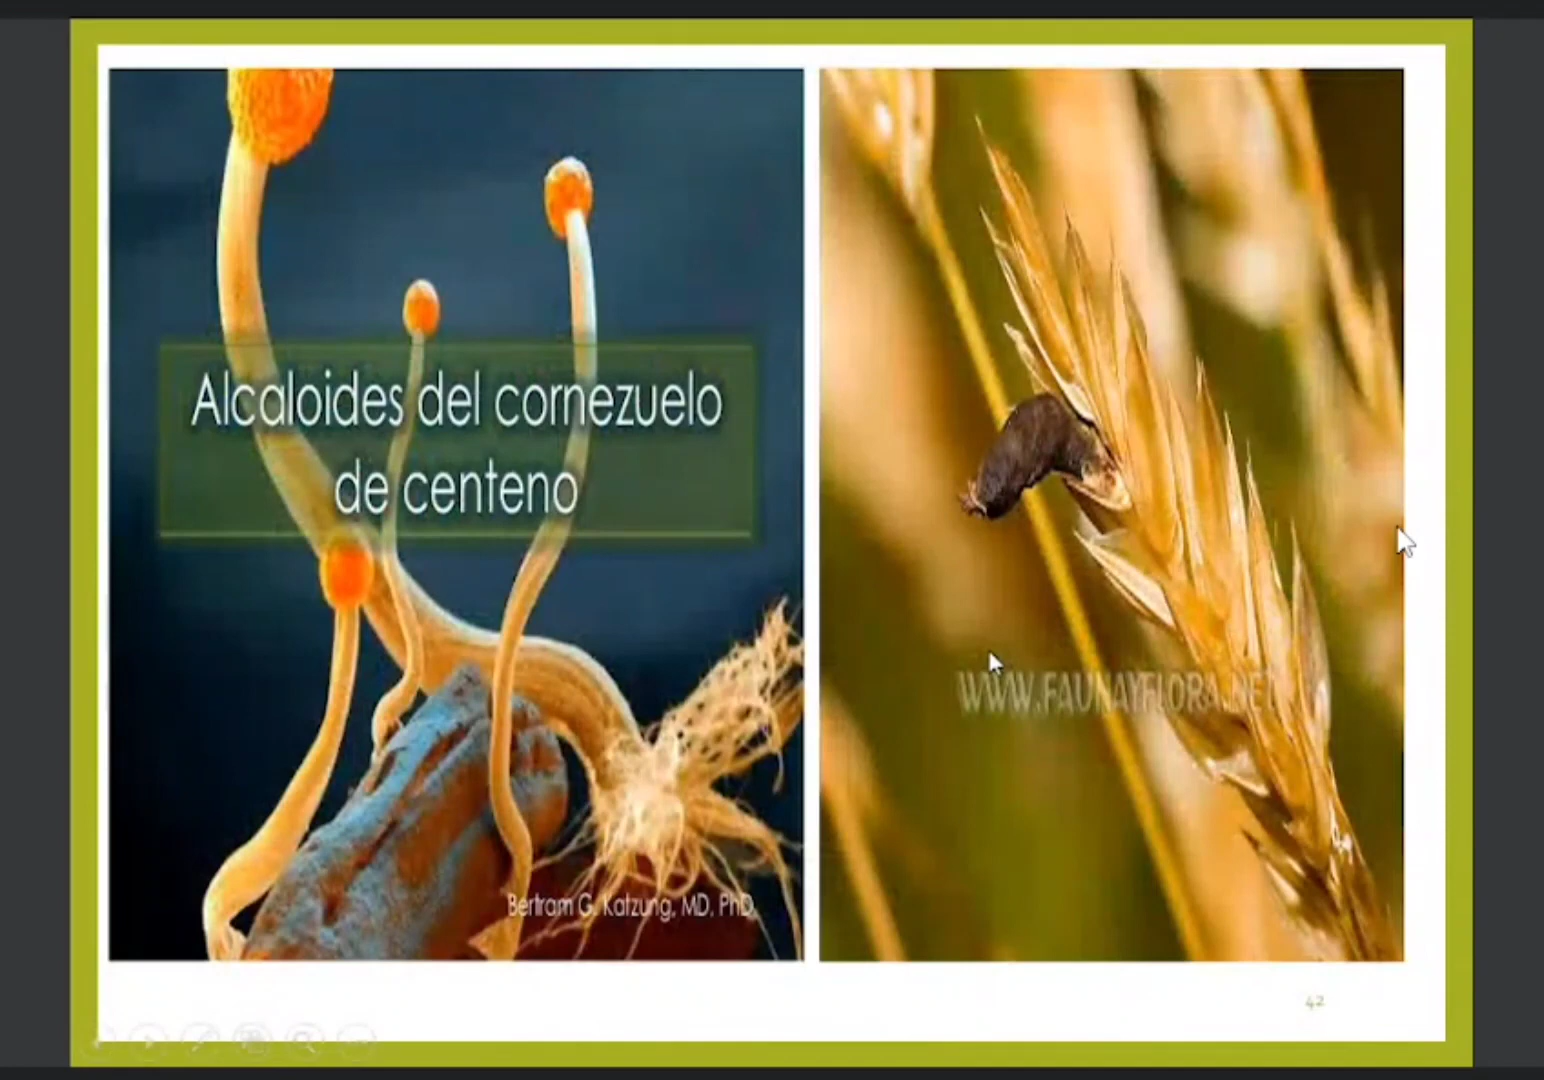 Alcaloides del cornezuelo
de centeno
Bertram G. Katzung, MD, PhD.
WWW.FAUNAYFLORA.NET
42